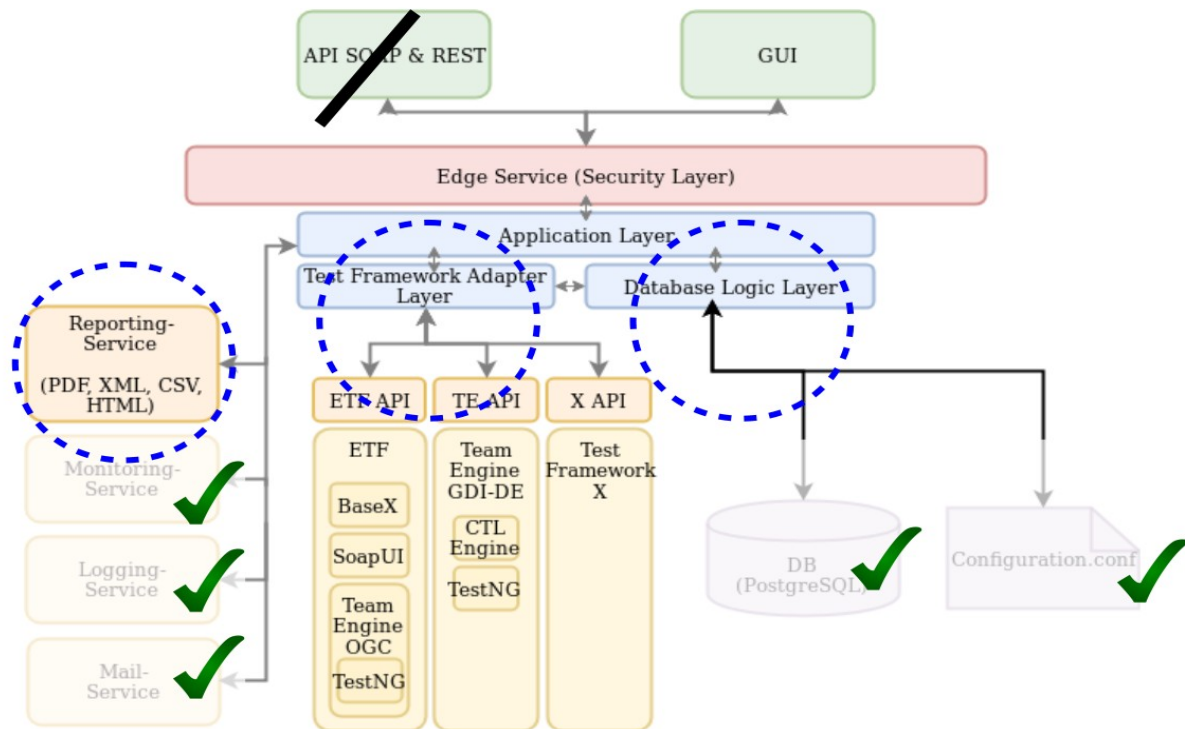 API SOAP & REST
GUI
Edge Service (Security Layer)
Application Layer
Test Framework Adapter
Layer
Database Logic Layer
Reporting-
Service
(PDF, XML, CSV,
HTML)
Monitoring-
Service
Logging-
Service
Mail-
Service
ETF API
TE API
X API
ETF
BaseX
SoapUI
Team
Engine
OGC
TestNG
Team
Engine
GDI-DE
CTL
Engine
TestNG
Test
Framework
X
DB
(PostgreSQL)
Configuration.conf